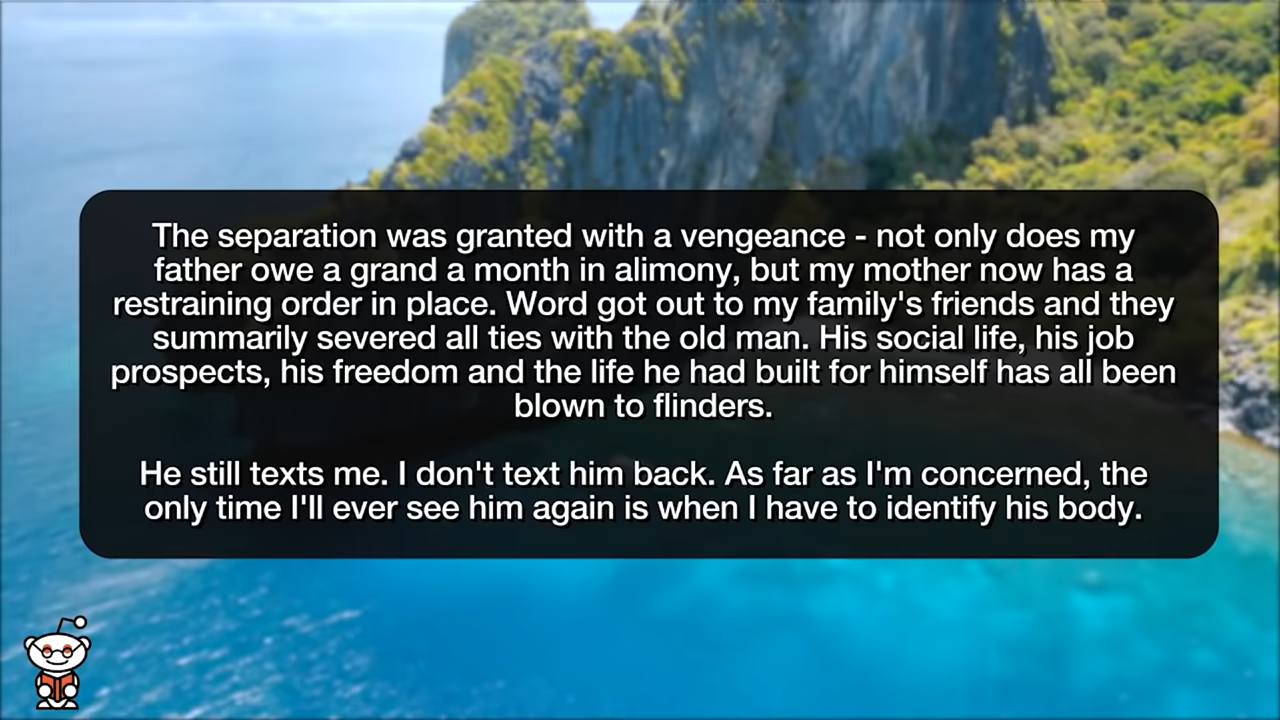 The separation was granted with a vengeance - not only does my
father owe a grand a month in alimony, but my mother now has a
restraining order in place. Word got out to my family's friends and they
summarily severed all ties with the old man. His social life, his job
prospects, his freedom and the life he had built for himself has all been
blown to flinders.
He still texts me. I don't text him back. As far as I'm concerned, the
only time I'll ever see him again is when I have to identify his body.